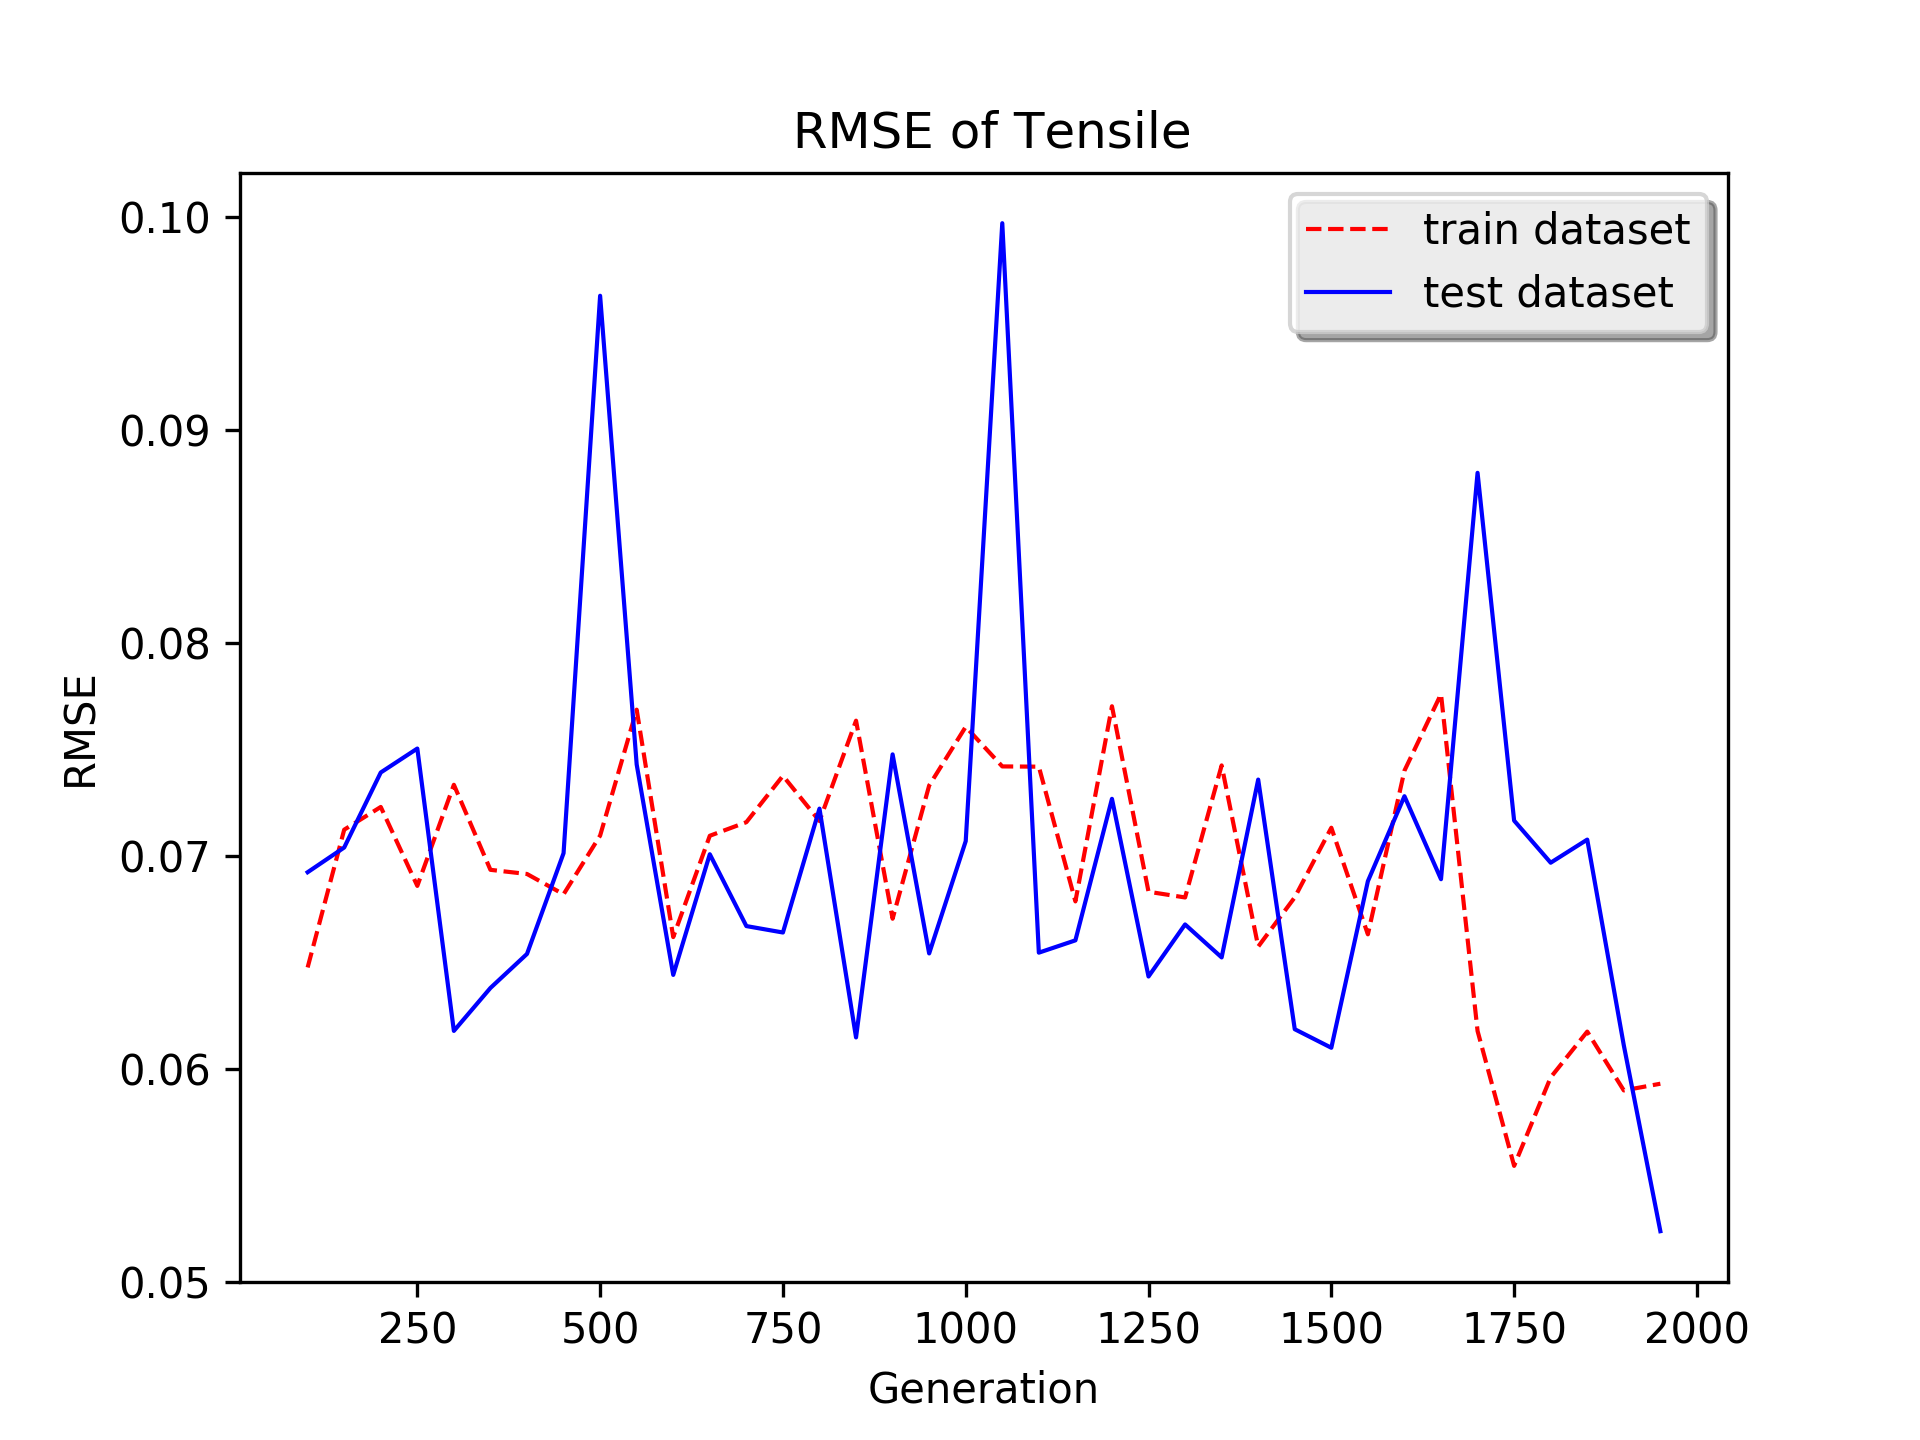 RMSE of Tensile
train dataset
test dataset
0.10
0.09
0.08
0.07
0.06
0.05
RMSE
250 500 750 1000 1250 1500 1750 2000
Generation